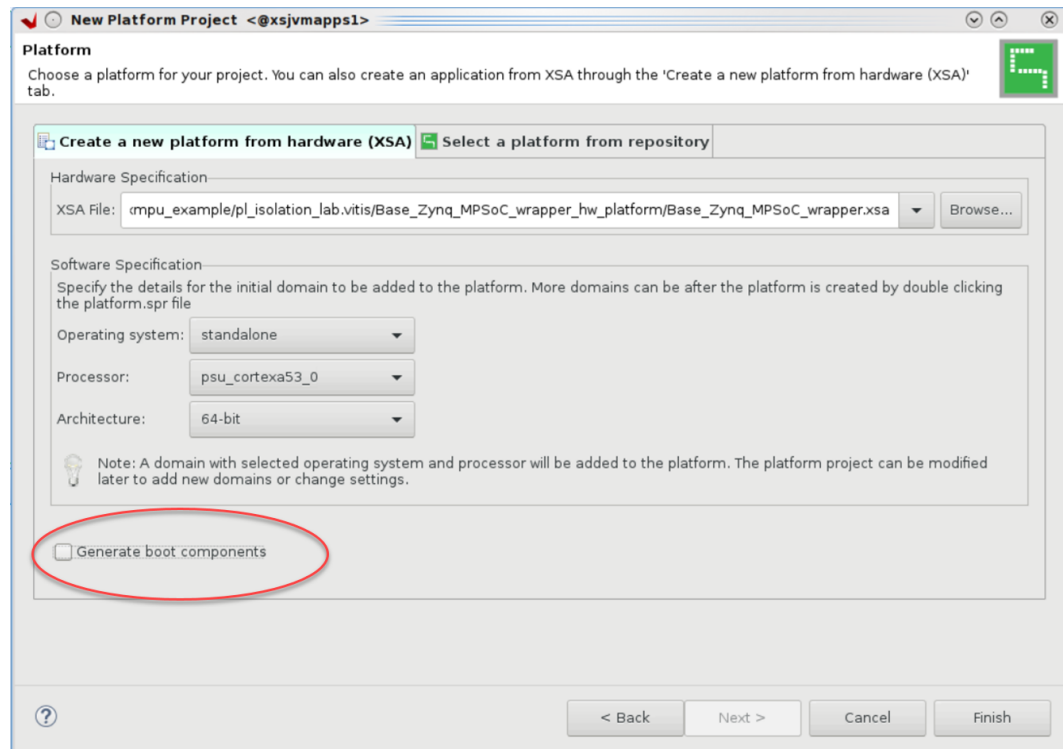 New Platform Project <@xsjvmapps1>
Platform
Choose a platform for your project. You can also create an application from XSA through the 'Create a new platform from hardware (XSA)'
tab.
Create a new platform from hardware (XSA) Select a platform from repository
Hardware Specification
XSA File: mpu_example/pl_isolation_lab.vitis/Base_Zynq_MPSoC_wrapper_hw_platform/Base_Zynq_MPSoC_wrapper.xsa Browse...
Software Specification
Specify the details for the initial domain to be added to the platform. More domains can be after the platform is created by double clicking
the platform.spr file
Operating system: standalone
Processor: psu_cortexa53_0
Architecture: 64-bit
Note: A domain with selected operating system and processor will be added to the platform. The platform project can be modified
later to add new domains or change settings.
Generate boot components
? < Back Next > Cancel Finish